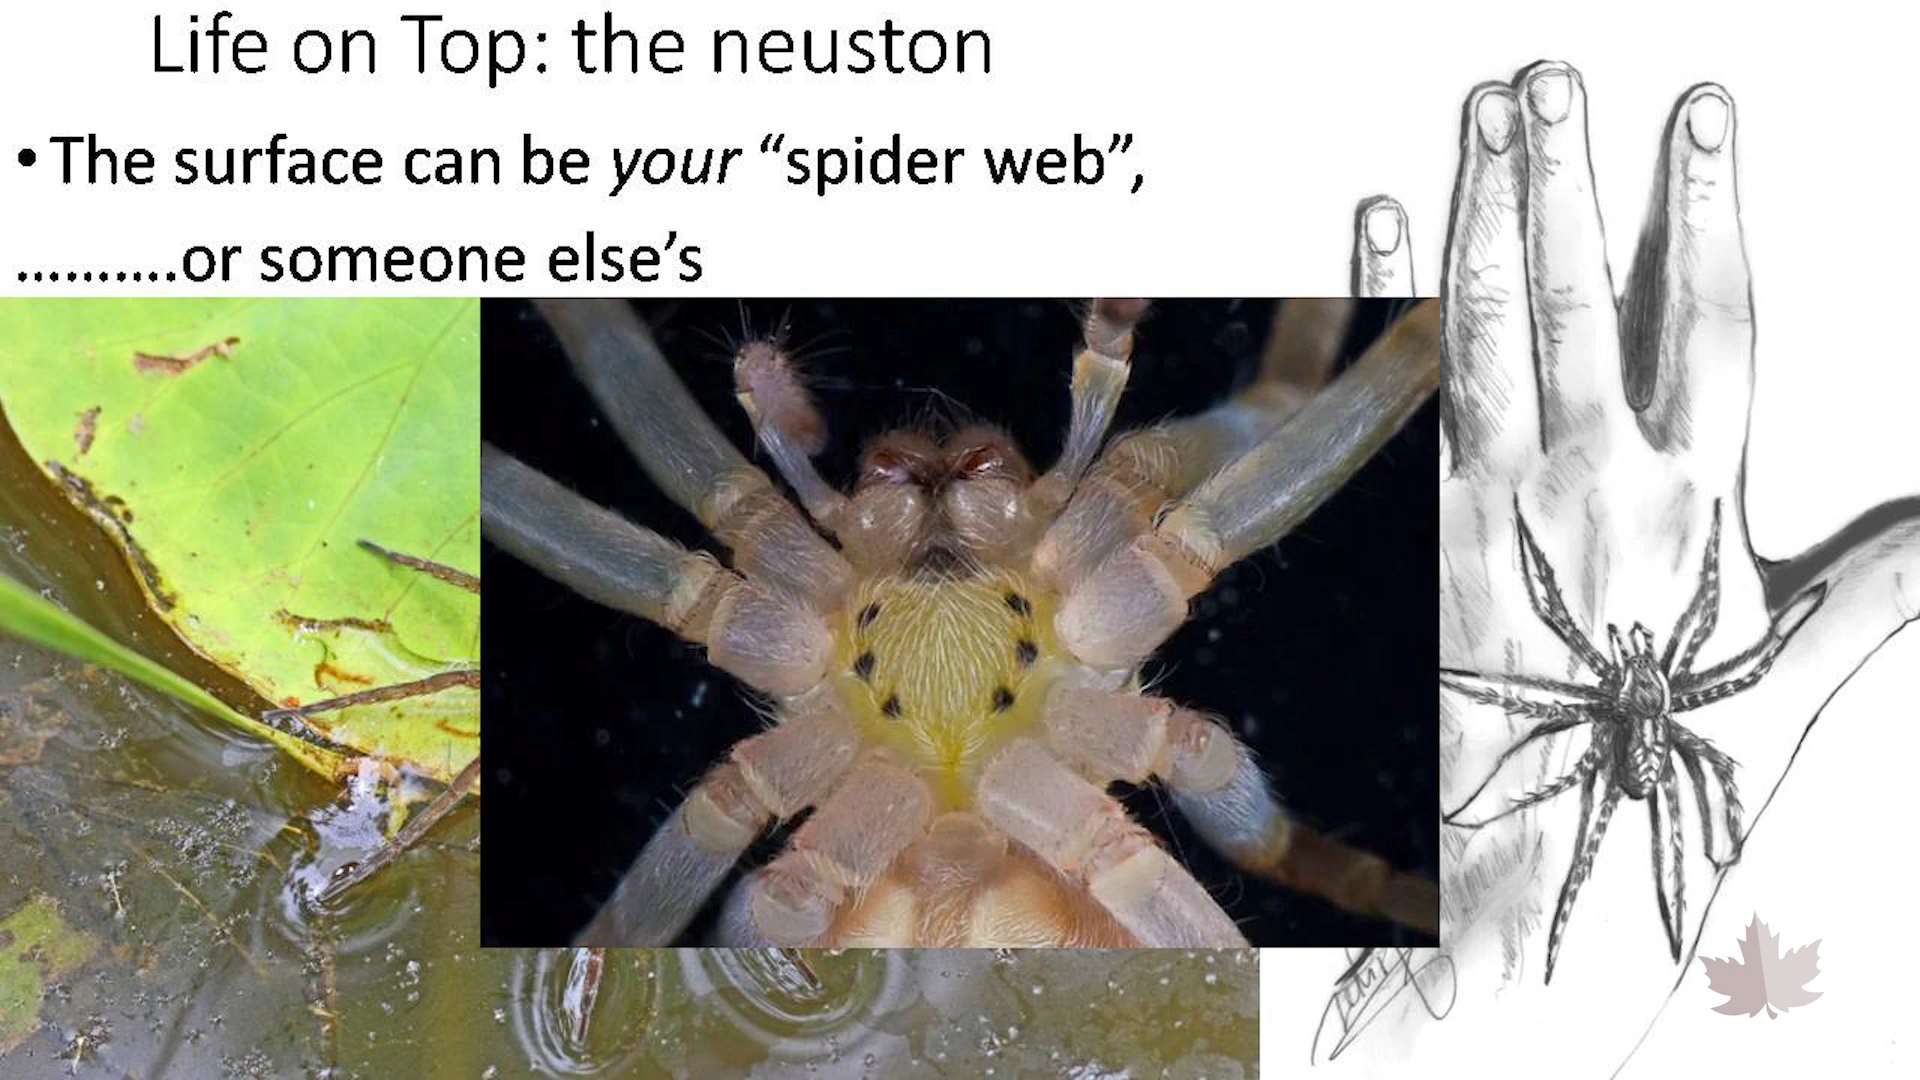 Life on Top: the neuston
• The surface can be your “spider web”,
……….or someone else’s